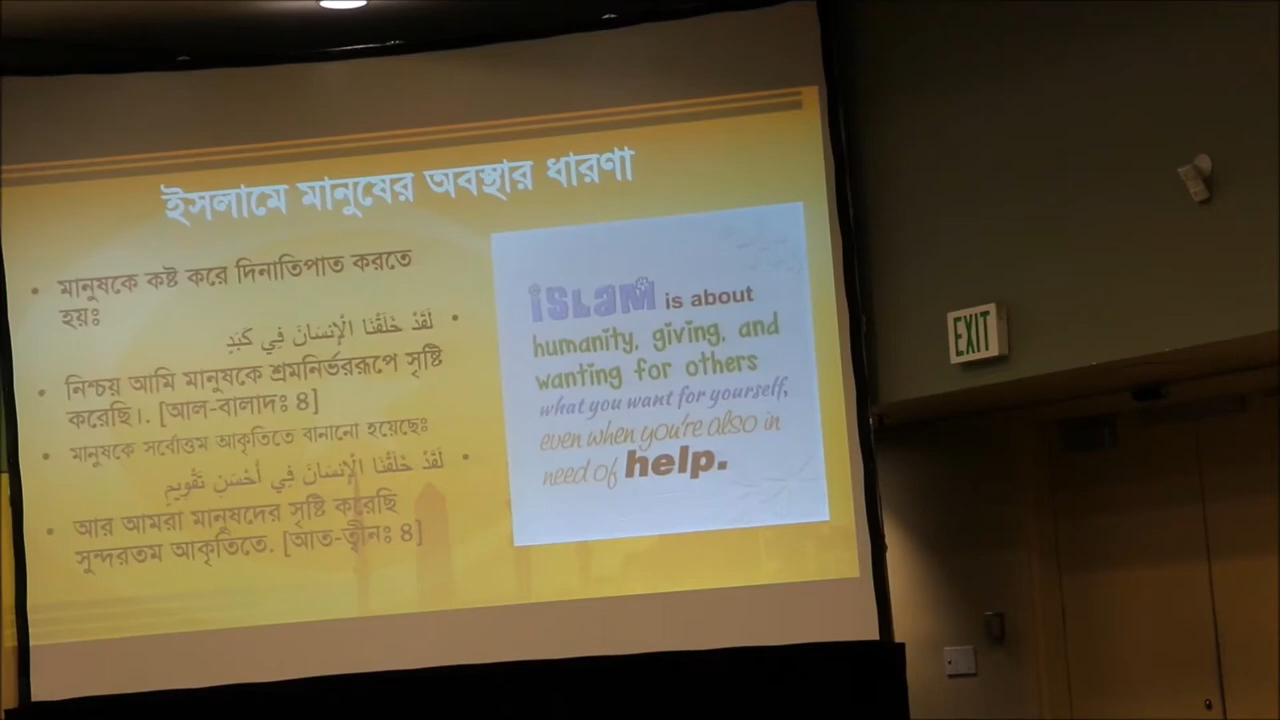 ইসলামে মানুষের অবস্থার ধারণা
• মানুষকে কষ্ট করে দিনাতিপাত করতে
হয়ঃ
• لَقَدْ خَلَقْنَا الْإِنسَانَ فِي كَبَدٍ
• নিশ্চয় আমি মানুষকে শ্রমনির্ভররূপে সৃষ্টি
করেছি।. [আল-বালাদঃ 8]
• মানুষকে সর্বোত্তম আকৃতিতে বানানো হয়েছেঃ
• لَقَدْ خَلَقْنَا الْإِنسَانَ فِي أَحْسَنِ تَقْوِيمٍ
• আর আমরা মানুষদের সৃষ্টি করেছি
সুন্দরতম আকৃতিতে. [আত-ত্বীনঃ 8]
iSLaM is about
humanity, giving, and
wanting for others
what you want for yourself,
even when you're also in
need of help.
EXIT